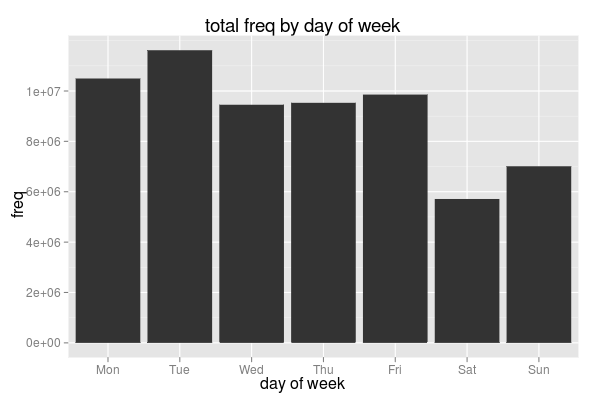 total freq by day of week
1e+07
8e+06
6e+06
4e+06
2e+06
0e+00
freq
Mon Tue Wed Thu Fri Sat Sun
day of week